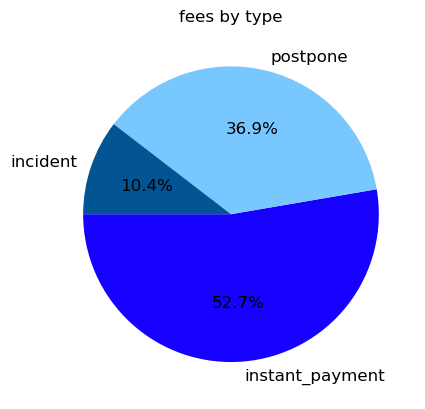 fees by type
postpone
36.9%
incident
10.4%
52.7%
instant_payment